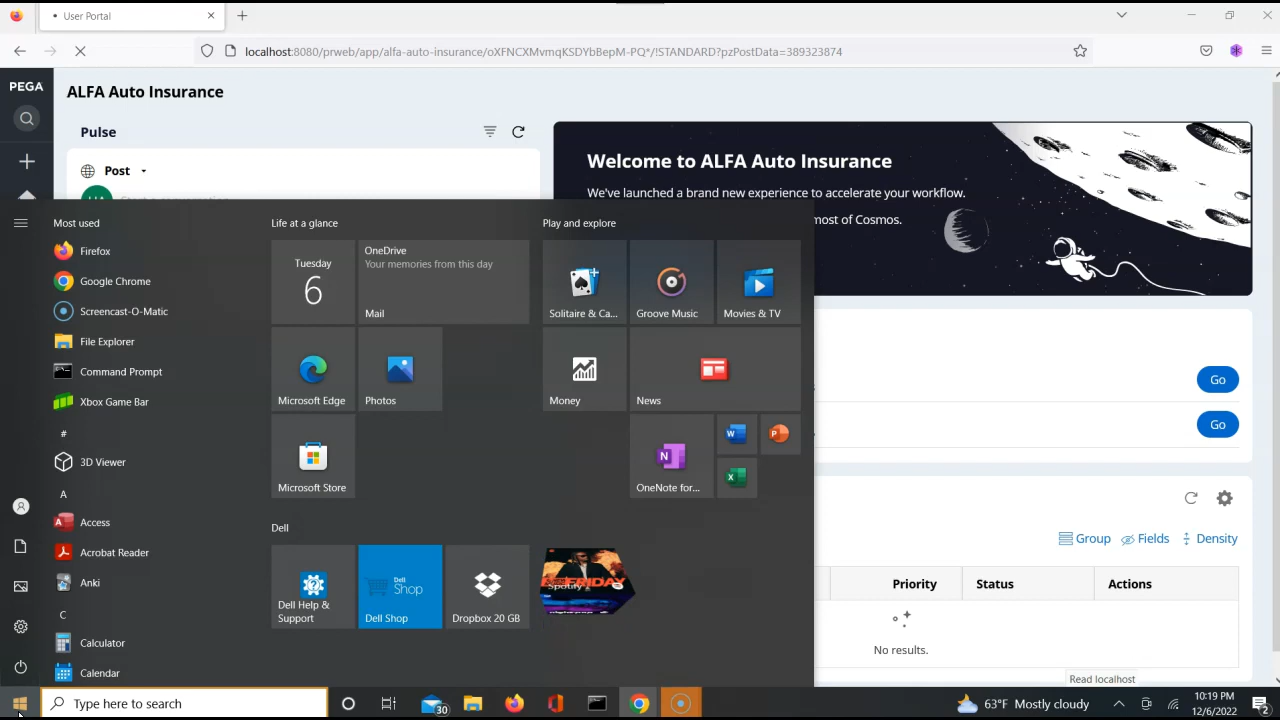 User Portal
localhost:8080/prweb/app/alfa-auto-insurance/oXFNCXMvmqKSDYbBepM-PQ*/!STANDARD?pzPostData=389323874
PEGA
ALFA Auto Insurance
Pulse
Post
Welcome to ALFA Auto Insurance
We've launched a brand new experience to accelerate your workflow.
most of Cosmos.
Most used
Firefox
Google Chrome
Screencast-O-Matic
File Explorer
Command Prompt
Xbox Game Bar
#
3D Viewer
A
Access
Acrobat Reader
Anki
C
Calculator
Calendar
Life at a glance
Tuesday
6
OneDrive
Your memories from this day
Mail
Microsoft Edge
Photos
Microsoft Store
Dell
Dell Help &
Support
Dell
Shop
Dell Shop
Dropbox 20 GB
Play and explore
Solitaire & Ca...
Groove Music
Movies & TV
Money
News
OneNote for...
Spotify
Go
Go
Group
Fields
Density
Priority
Status
Actions
No results.
Read localhost
Type here to search
30
63°F Mostly cloudy
10:19 PM
12/6/2022
2